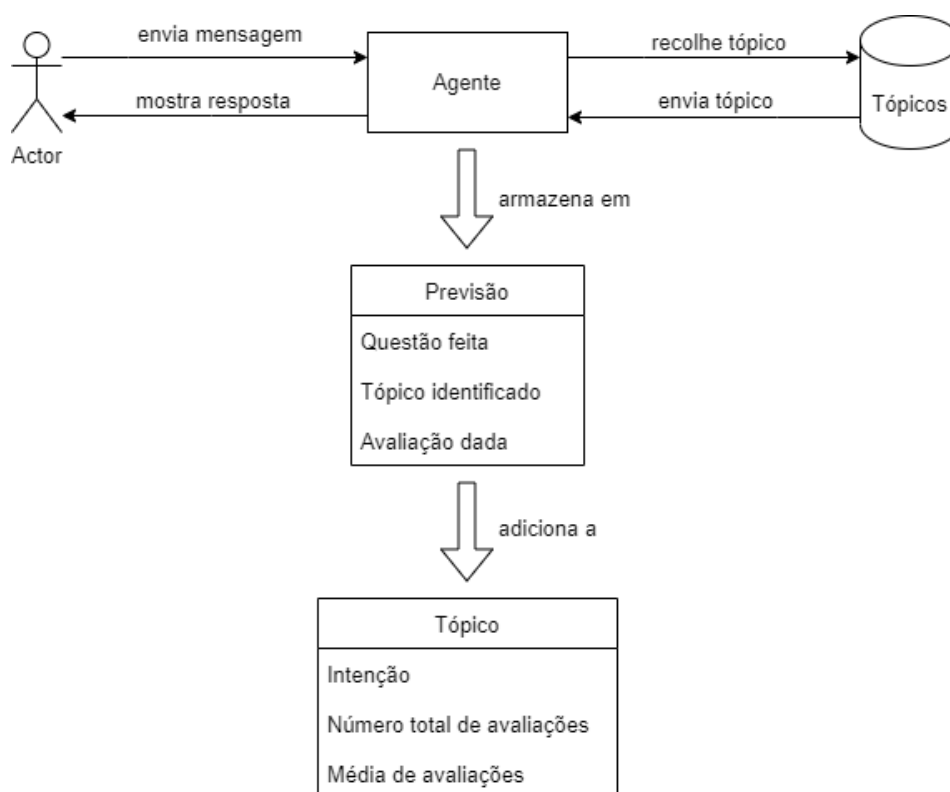 envia mensagem
recolhe tópico
Agente
mostra resposta
envia tópico
Tópicos
Actor
armazena em
Previsão
Questão feita
Tópico identificado
Avaliação dada
adiciona a
Tópico
Intenção
Número total de avaliações
Média de avaliações